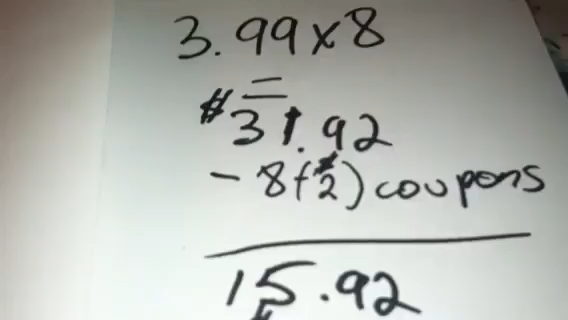 3.99x8
=
$31.92
- 8($2) coupons
15.92